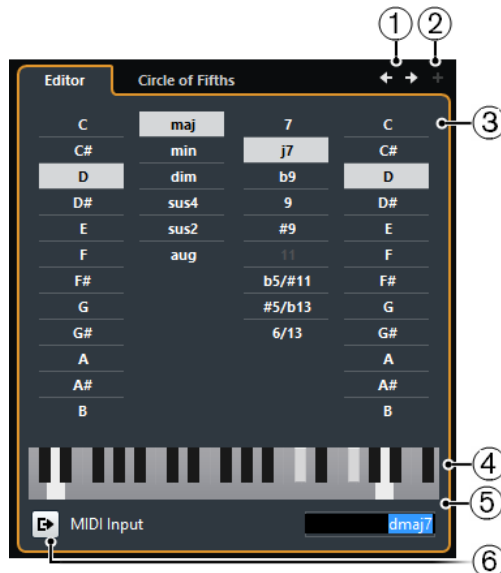 1 2
Editor Circle of Fifths
C maj 7 C 3
C# min j7 C#
D dim b9 D
D# sus4 9 D#
E sus2 #9 E
F aug 11 F
F# b5/#11 F#
G #5/b13 G
G# 6/13 G#
A A
A# A#
B B
4
5
MIDI Input dmaj7
6